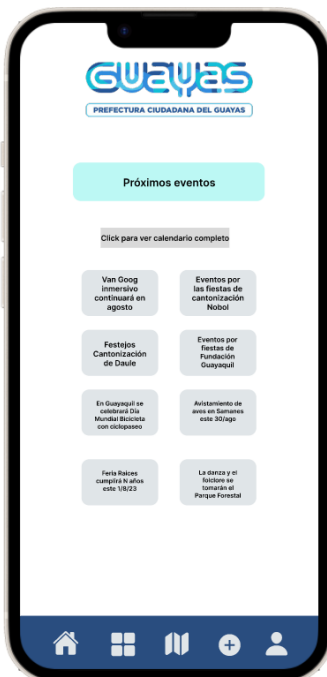 GUAYAS
PREFECTURA CIUDADANA DEL GUAYAS
Próximos eventos
Click para ver calendario completo
Van Goog
inmersivo
continuará en
agosto
Eventos por
las fiestas de
cantonización
Nobol
Festejos
Cantonización
de Daule
Eventos por
fiestas de
Fundación
Guayaquil
En Guayaquil se
celebrará Día
Mundial Bicicleta
con ciclopaseo
Avistamiento de
aves en Samanes
este 30/ago
Feria Raices
cumplirá N años
este 1/8/23
La danza y el
folclore se
tomarán el
Parque Forestal